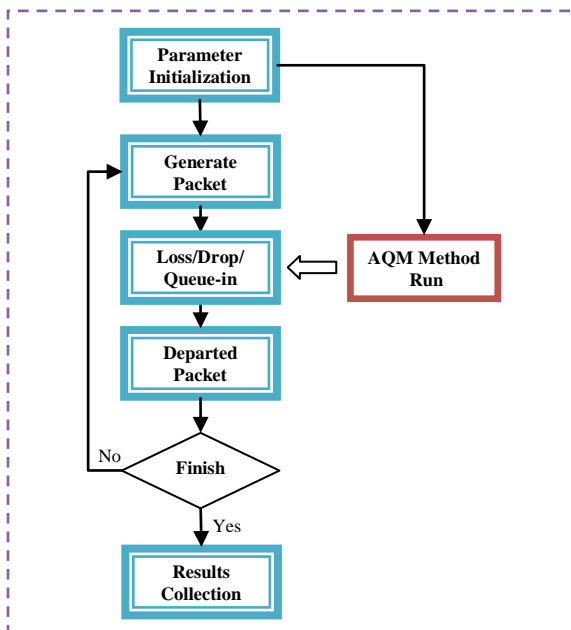 Parameter
Initialization
Generate
Packet
Loss/Drop/
Queue-in
AQM Method
Run
Departed
Packet
No
Finish
Yes
Results
Collection